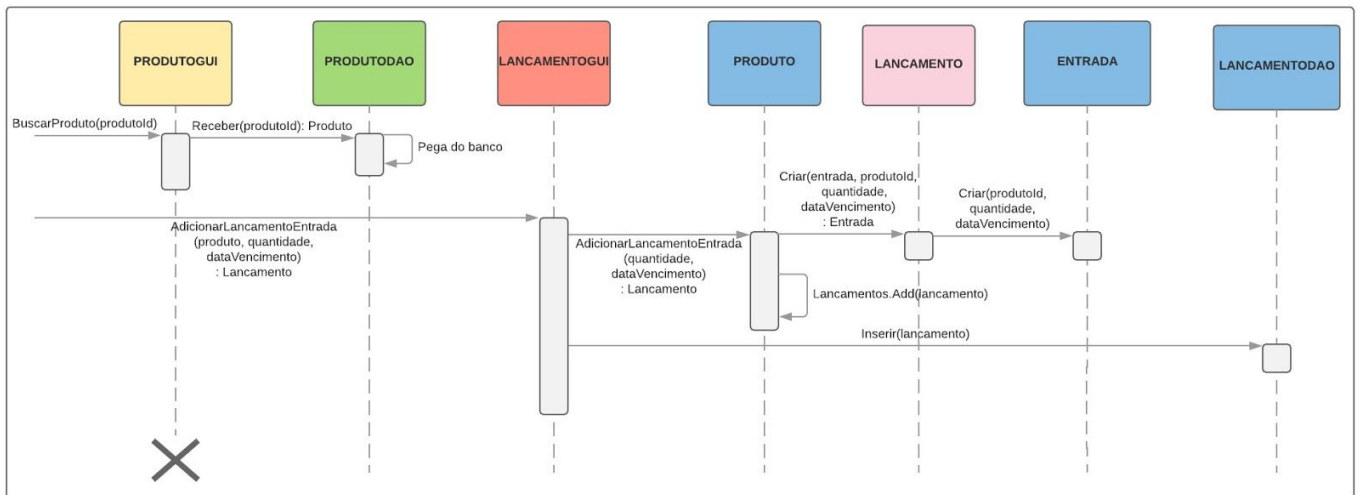 PRODUTOGUI
PRODUTODAO
LANCAMENTOGUI
PRODUTO
LANCAMENTO
ENTRADA
LANCAMENTODAO
BuscarProduto(produtoId)
Receber(produtoId): Produto
Pega do banco
Criar(entrada, produtoId,
quantidade,
dataVencimento)
: Entrada
Criar(produtoId,
quantidade,
dataVencimento)
AdicionarLancamentoEntrada
(produto, quantidade,
dataVencimento)
: Lancamento
AdicionarLancamentoEntrada
(quantidade,
dataVencimento)
: Lancamento
Lancamentos.Add(lancamento)
Inserir(lancamento)